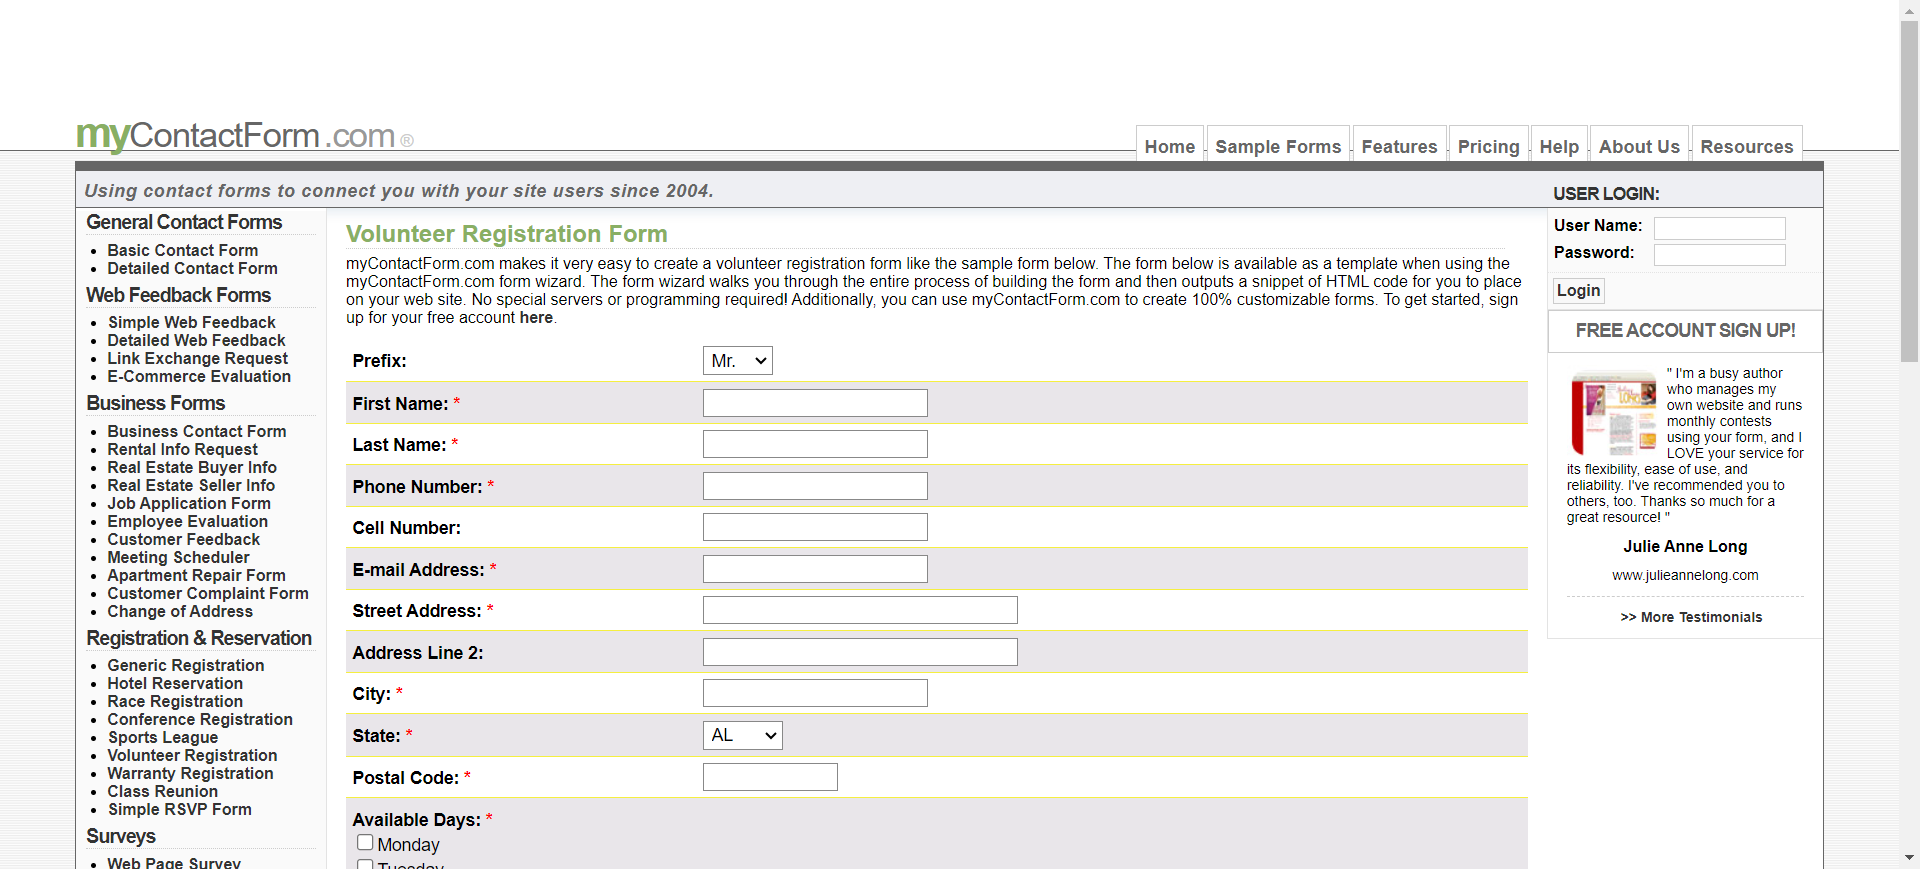 myContactForm.com®
Home
Sample Forms
Features
Pricing
Help
About Us
Resources
Using contact forms to connect you with your site users since 2004.
General Contact Forms
Basic Contact Form
Detailed Contact Form
Web Feedback Forms
Simple Web Feedback
Detailed Web Feedback
Link Exchange Request
E-Commerce Evaluation
Business Forms
Business Contact Form
Rental Info Request
Real Estate Buyer Info
Real Estate Seller Info
Job Application Form
Employee Evaluation
Customer Feedback
Meeting Scheduler
Apartment Repair Form
Customer Complaint Form
Change of Address
Registration & Reservation
Generic Registration
Hotel Reservation
Race Registration
Conference Registration
Sports League
Volunteer Registration
Warranty Registration
Class Reunion
Simple RSVP Form
Surveys
Web Page Survey
Volunteer Registration Form
myContactForm.com makes it very easy to create a volunteer registration form like the sample form below. The form below is available as a template when using the
myContactForm.com form wizard. The form wizard walks you through the entire process of building the form and then outputs a snippet of HTML code for you to place
on your web site. No special servers or programming required! Additionally, you can use myContactForm.com to create 100% customizable forms. To get started, sign
up for your free account here.
Prefix: Mr.
First Name: *
Last Name: *
Phone Number: *
Cell Number:
E-mail Address: *
Street Address: *
Address Line 2:
City: *
State: * AL
Postal Code: *
Available Days: *
Monday
Tuesday
USER LOGIN:
User Name:
Password:
Login
FREE ACCOUNT SIGN UP!
" I'm a busy author
who manages my
own website and runs
monthly contests
using your form, and I
LOVE your service for
its flexibility, ease of use, and
reliability. I've recommended you to
others, too. Thanks so much for a
great resource! "
Julie Anne Long
www.julieannelong.com
>> More Testimonials